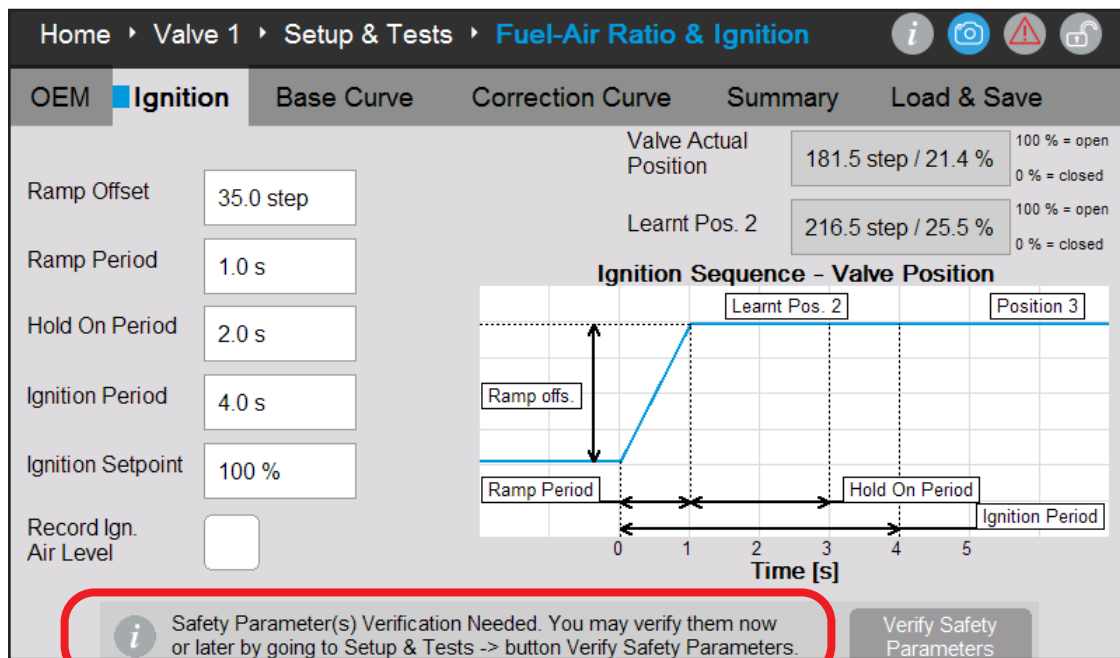 Home ‣ Valve 1 ‣ Setup & Tests ‣ Fuel-Air Ratio & Ignition
OEM Ignition Base Curve Correction Curve Summary Load & Save
Valve Actual
Position
181.5 step / 21.4 %
100 % = open
0 % = closed
Ramp Offset 35.0 step
Learnt Pos. 2
216.5 step / 25.5 %
100 % = open
0 % = closed
Ramp Period 1.0 s
Hold On Period 2.0 s
Ignition Period 4.0 s
Ignition Setpoint 100 %
Record Ign.
Air Level
Ignition Sequence - Valve Position
Learnt Pos. 2 Position 3
Ramp offs.
Ramp Period Hold On Period
Ignition Period
0 1 2 3 4 5
Time [s]
i Safety Parameter(s) Verification Needed. You may verify them now
or later by going to Setup & Tests -> button Verify Safety Parameters.
Verify Safety
Parameters